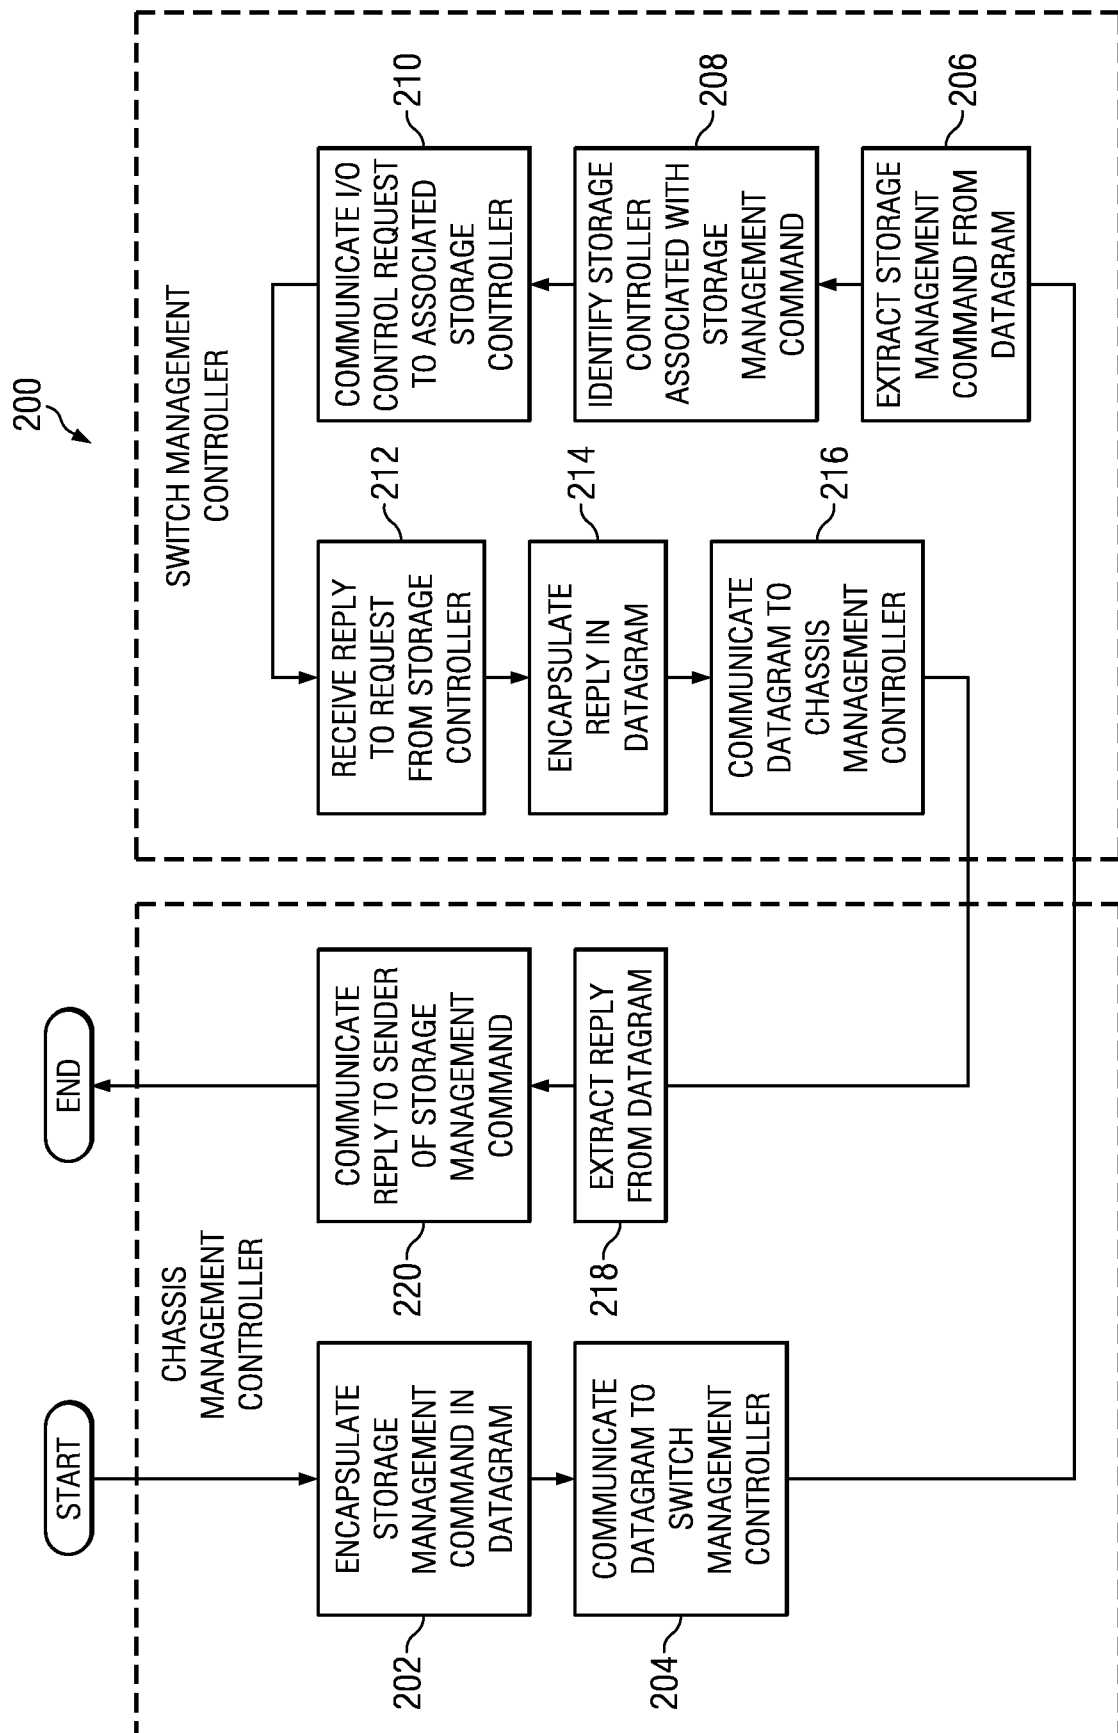 200
START
END
CHASSIS
MANAGEMENT
CONTROLLER
ENCAPSULATE
STORAGE
MANAGEMENT
COMMAND IN
DATAGRAM
202
COMMUNICATE
DATAGRAM TO
SWITCH
MANAGEMENT
CONTROLLER
204
COMMUNICATE
REPLY TO SENDER
OF STORAGE
MANAGEMENT
COMMAND
220
EXTRACT REPLY
FROM DATAGRAM
218
SWITCH MANAGEMENT
CONTROLLER
RECEIVE REPLY
TO REQUEST
FROM STORAGE
CONTROLLER
212
ENCAPSULATE
REPLY IN
DATAGRAM
214
COMMUNICATE
DATAGRAM TO
CHASSIS
MANAGEMENT
CONTROLLER
216
COMMUNICATE I/O
CONTROL REQUEST
TO ASSOCIATED
STORAGE
CONTROLLER
210
IDENTIFY STORAGE
CONTROLLER
ASSOCIATED WITH
STORAGE
MANAGEMENT
COMMAND
208
EXTRACT STORAGE
MANAGEMENT
COMMAND FROM
DATAGRAM
206